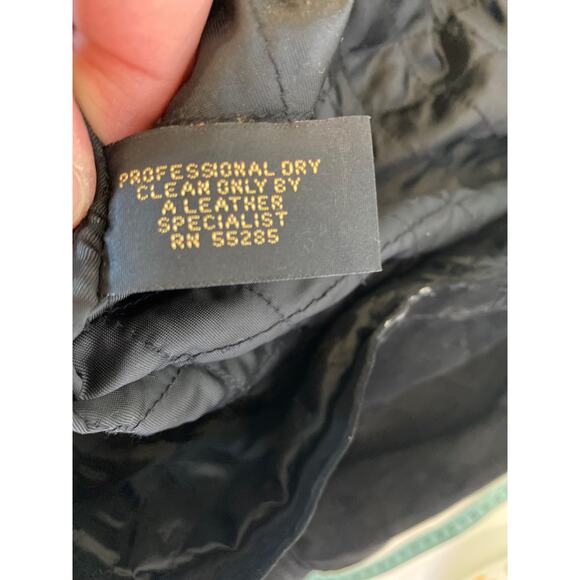 PROFESSIONAL DRY
CLEAN ONLY BY
A LEATHER
SPECIALIST
RN 55285